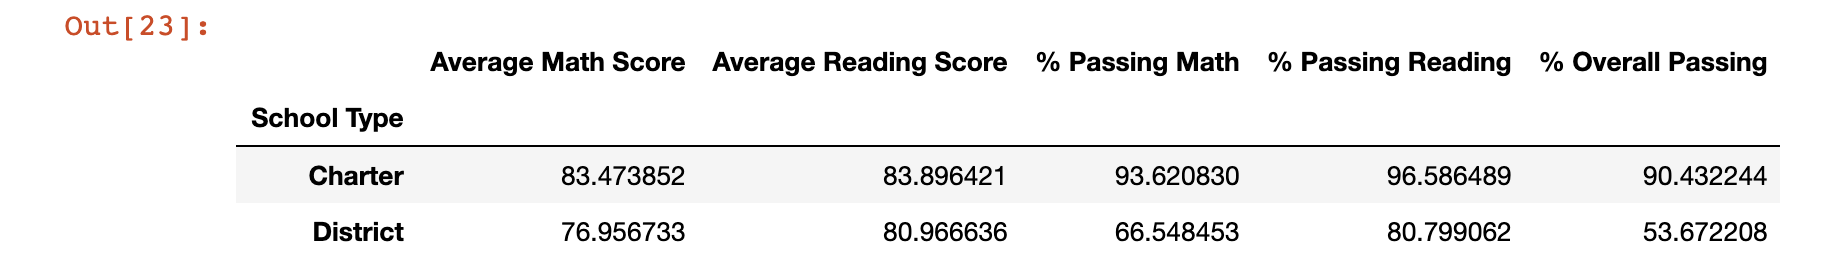 Out[23]:
Average Math Score Average Reading Score % Passing Math % Passing Reading % Overall Passing
School Type
Charter 83.473852 83.896421 93.620830 96.586489 90.432244
District 76.956733 80.966636 66.548453 80.799062 53.672208